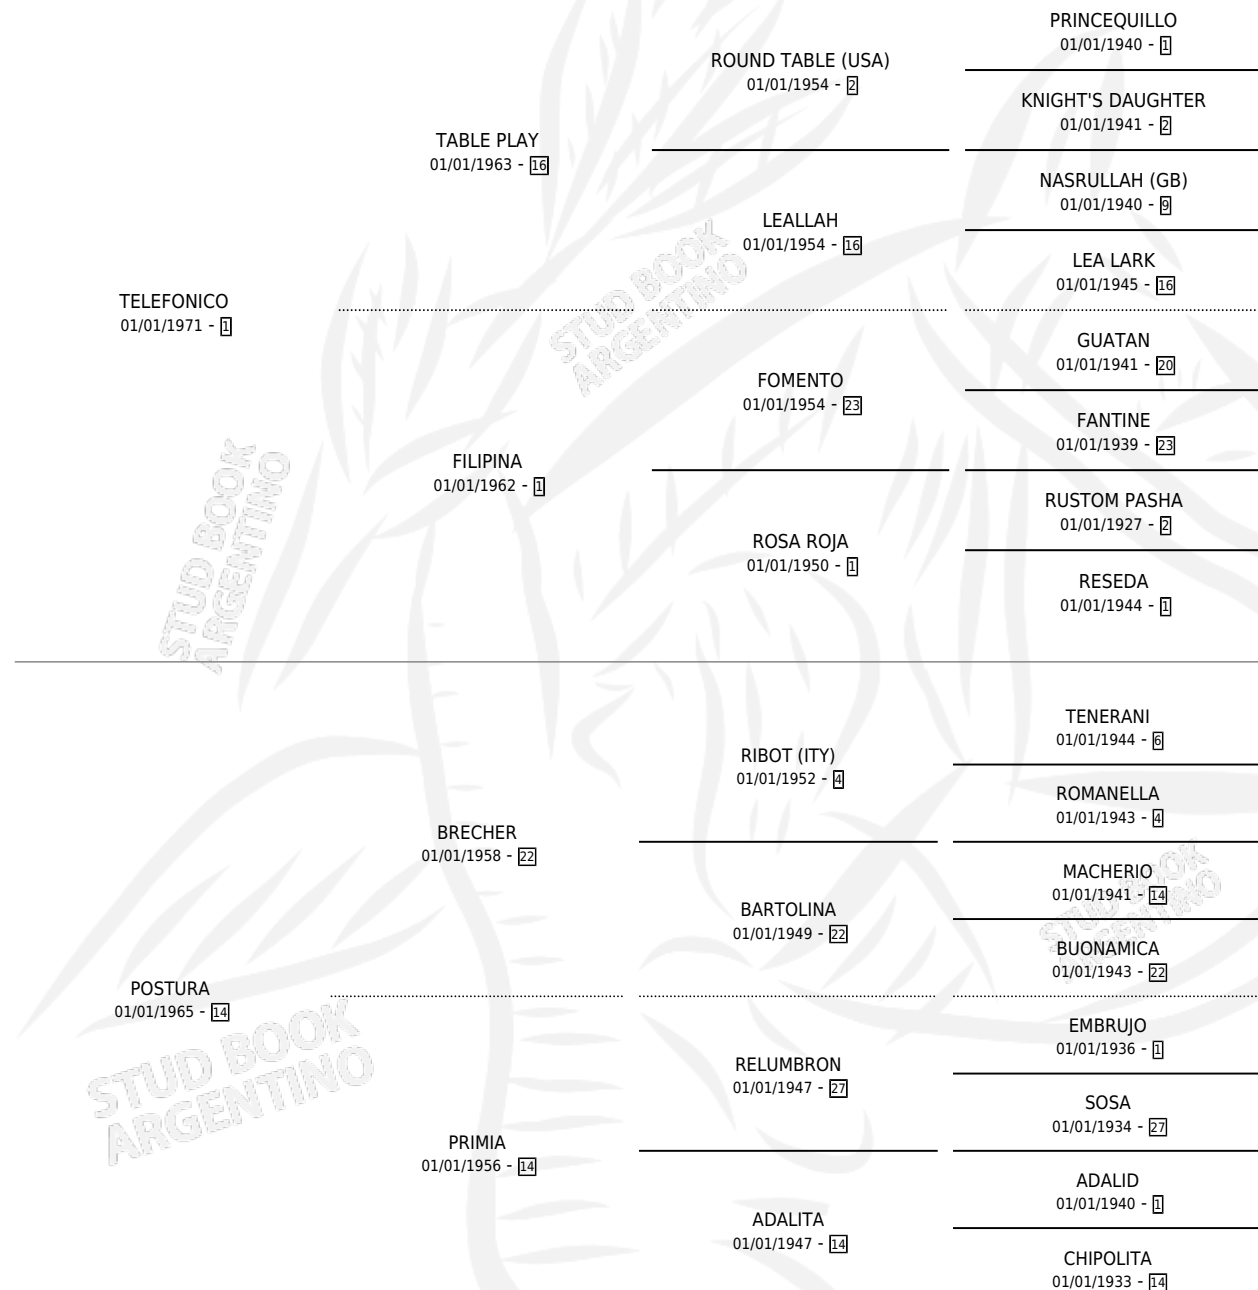 PRINCEQUILLO
01/01/1940 - 1
ROUND TABLE (USA)
01/01/1954 - 2
KNIGHT'S DAUGHTER
01/01/1941 - 2
TABLE PLAY
01/01/1963 - 16
NASRULLAH (GB)
01/01/1940 - 9
LEALLAH
01/01/1954 - 16
LEA LARK
01/01/1945 - 16
TELEFONICO
01/01/1971 - 1
GUATAN
01/01/1941 - 20
FOMENTO
01/01/1954 - 23
FANTINE
01/01/1939 - 23
FILIPINA
01/01/1962 - 1
RUSTOM PASHA
01/01/1927 - 2
ROSA ROJA
01/01/1950 - 1
RESEDA
01/01/1944 - 1
TENERANI
01/01/1944 - 6
RIBOT (ITY)
01/01/1952 - 4
ROMANELLA
01/01/1943 - 4
BRECHER
01/01/1958 - 22
MACHERIO
01/01/1941 - 14
BARTOLINA
01/01/1949 - 22
BUONAMICA
01/01/1943 - 22
POSTURA
01/01/1965 - 14
EMBRUJO
01/01/1936 - 1
RELUMBRON
01/01/1947 - 27
SOSA
01/01/1934 - 27
PRIMIA
01/01/1956 - 14
ADALID
01/01/1940 - 1
ADALITA
01/01/1947 - 14
CHIPOLITA
01/01/1933 - 14
STUD BOOK
ARGENTINO
STUD BOOK
ARGENTINO
STUD BOOK
ARGENTINO
STUD BOOK
ARGENTINO